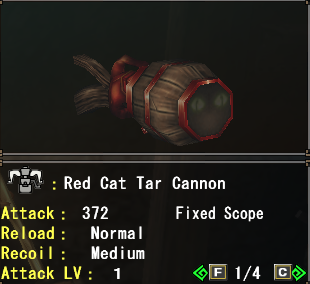 : Red Cat Tar Cannon
Attack : 372 Fixed Scope
Reload : Normal
Recoil : Medium
Attack LV : 1 F 1/4 C